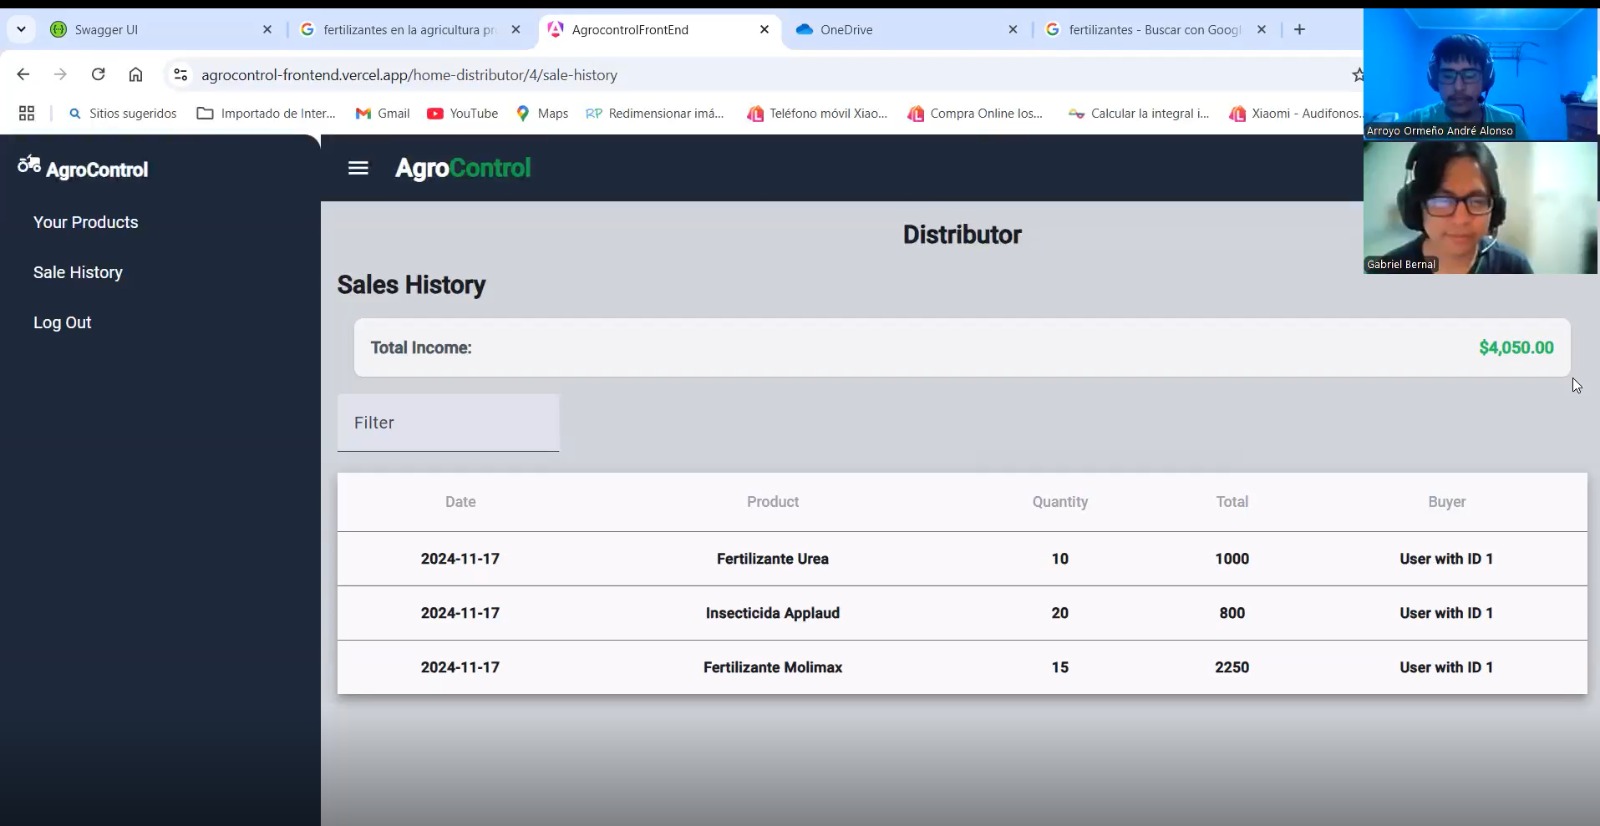 Swagger UI
fertilizantes en la agricultura pr
AgrocontrolFrontEnd
OneDrive
fertilizantes - Buscar con Googl
agrocontrol-frontend.vercel.app/home-distributor/4/sale-history
Sitios sugeridos
Importado de Inter...
Gmail
YouTube
Maps
RP Redimensionar imá...
Teléfono móvil Xiao...
Compra Online los...
Calcular la integral i...
Xiaomi - Audifonos...
Arroyo Ormeño André Alonso
Gabriel Bernal
AgroControl
Your Products
Sale History
Log Out
AgroControl
Distributor
Sales History
Total Income: $4,050.00
Filter
Date Product Quantity Total Buyer
2024-11-17 Fertilizante Urea 10 1000 User with ID 1
2024-11-17 Insecticida Applaud 20 800 User with ID 1
2024-11-17 Fertilizante Molimax 15 2250 User with ID 1